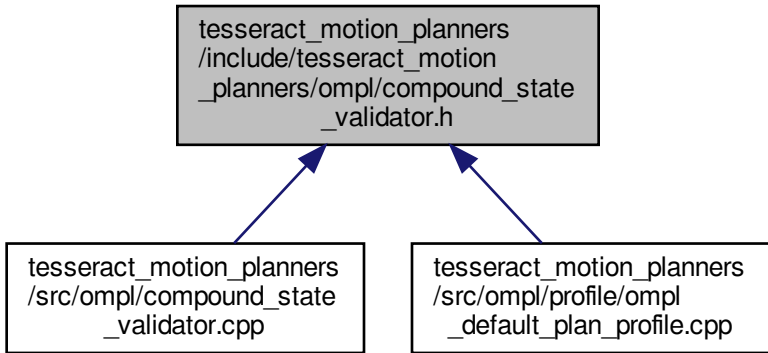 tesseract_motion_planners
/include/tesseract_motion
_planners/ompl/compound_state
_validator.h
tesseract_motion_planners
/src/ompl/compound_state
_validator.cpp
tesseract_motion_planners
/src/ompl/profile/ompl
_default_plan_profile.cpp